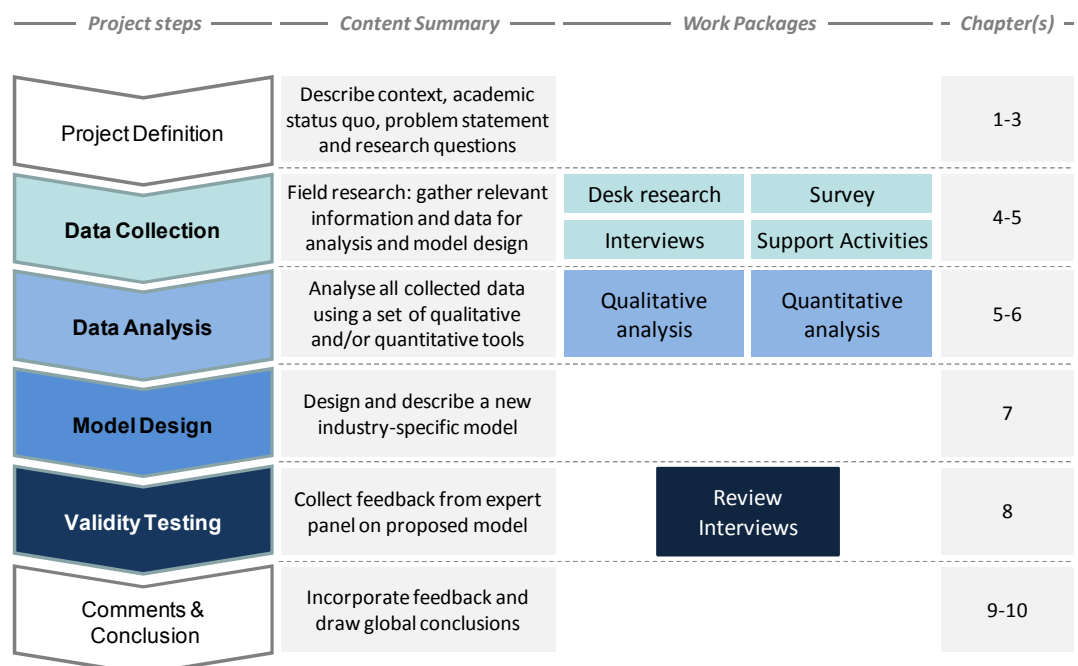 Project steps
Content Summary
Work Packages
Chapter(s)
Project Definition
Describe context, academic
status quo, problem statement
and research questions
1-3
Data Collection
Field research: gather relevant
information and data for
analysis and model design
Desk research
Survey
Interviews
Support Activities
4-5
Data Analysis
Analyse all collected data
using a set of qualitative
and/or quantitative tools
Qualitative
analysis
Quantitative
analysis
5-6
Model Design
Design and describe a new
industry-specific model
7
Validity Testing
Collect feedback from expert
panel on proposed model
Review
Interviews
8
Comments &
Conclusion
Incorporate feedback and
draw global conclusions
9-10